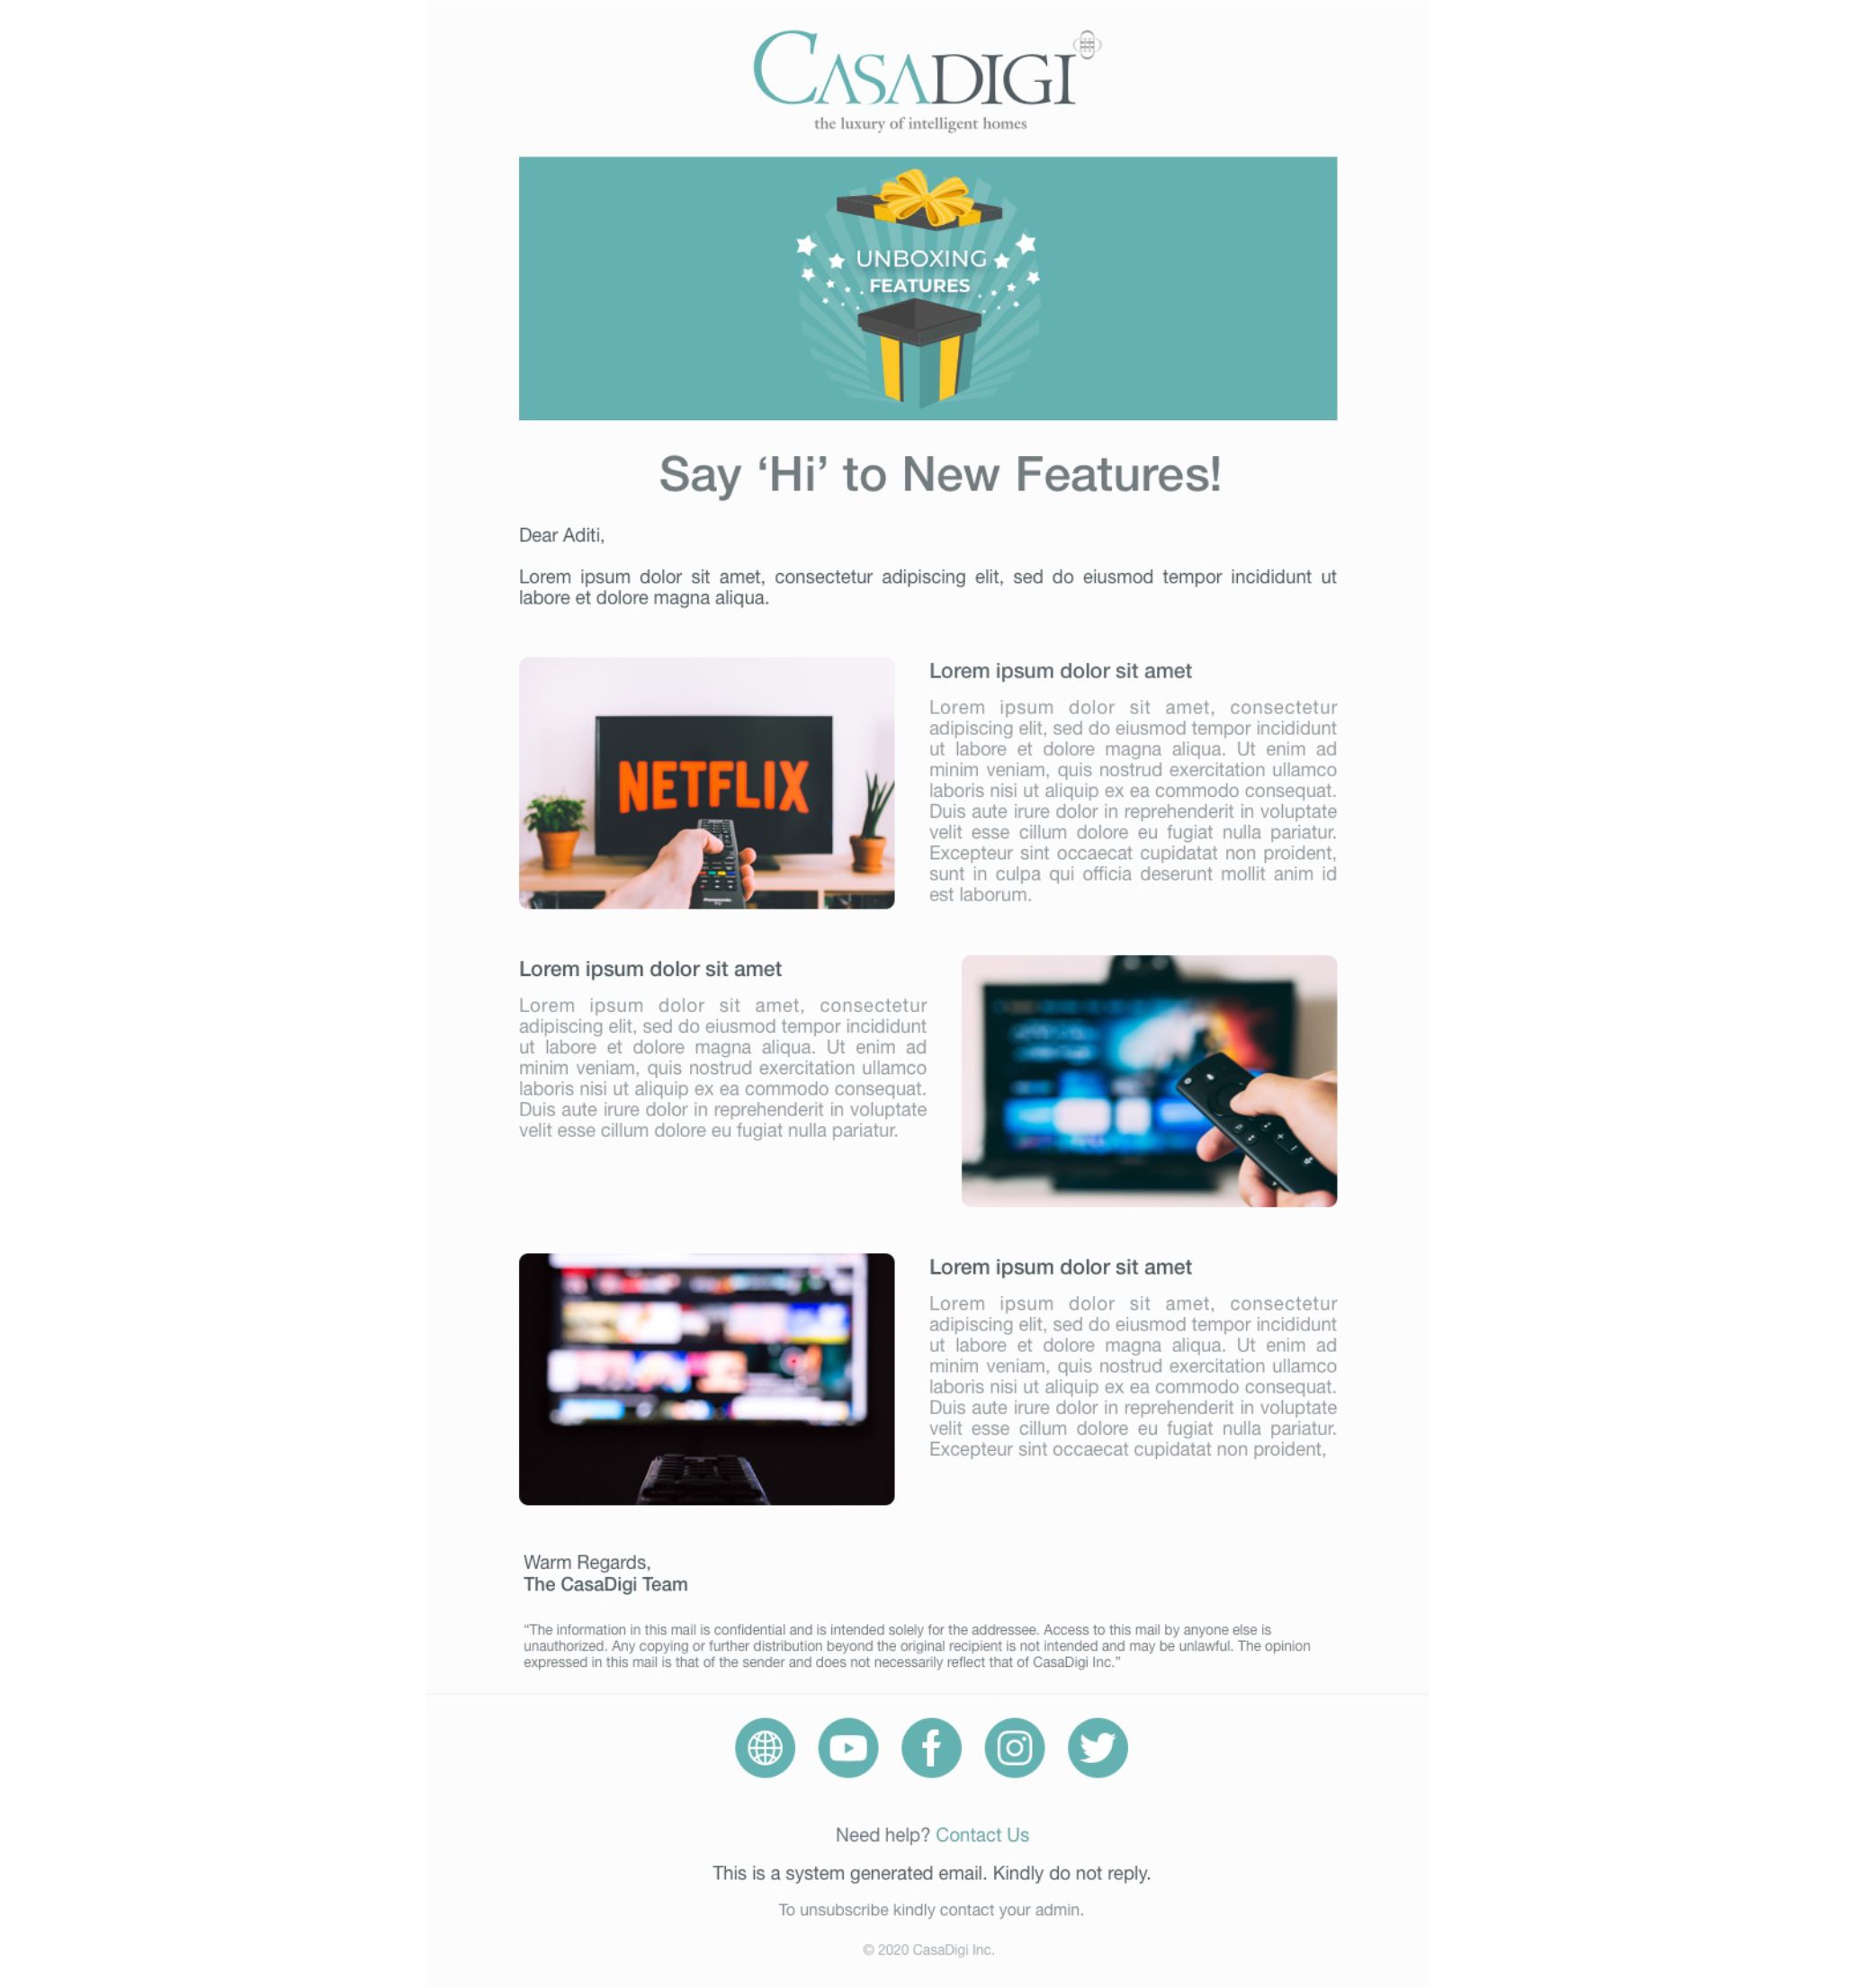 CASADIGI
the luxury of intelligent homes
UNBOXING
FEATURES
Say ‘Hi’ to New Features!
Dear Aditi,
Lorem ipsum dolor sit amet, consectetur adipiscing elit, sed do eiusmod tempor incididunt ut
labore et dolore magna aliqua.
NETFLIX
Panasonic
TV
Lorem ipsum dolor sit amet
Lorem ipsum dolor sit amet, consectetur
adipiscing elit, sed do eiusmod tempor incididunt
ut labore et dolore magna aliqua. Ut enim ad
minim veniam, quis nostrud exercitation ullamco
laboris nisi ut aliquip ex ea commodo consequat.
Duis aute irure dolor in reprehenderit in voluptate
velit esse cillum dolore eu fugiat nulla pariatur.
Excepteur sint occaecat cupidatat non proident,
sunt in culpa qui officia deserunt mollit anim id
est laborum.
Lorem ipsum dolor sit amet
Lorem ipsum dolor sit amet, consectetur
adipiscing elit, sed do eiusmod tempor incididunt
ut labore et dolore magna aliqua. Ut enim ad
minim veniam, quis nostrud exercitation ullamco
laboris nisi ut aliquip ex ea commodo consequat.
Duis aute irure dolor in reprehenderit in voluptate
velit esse cillum dolore eu fugiat nulla pariatur.
Lorem ipsum dolor sit amet
Lorem ipsum dolor sit amet, consectetur
adipiscing elit, sed do eiusmod tempor incididunt
ut labore et dolore magna aliqua. Ut enim ad
minim veniam, quis nostrud exercitation ullamco
laboris nisi ut aliquip ex ea commodo consequat.
Duis aute irure dolor in reprehenderit in voluptate
velit esse cillum dolore eu fugiat nulla pariatur.
Excepteur sint occaecat cupidatat non proident,
Warm Regards,
The CasaDigi Team
“The information in this mail is confidential and is intended solely for the addressee. Access to this mail by anyone else is
unauthorized. Any copying or further distribution beyond the original recipient is not intended and may be unlawful. The opinion
expressed in this mail is that of the sender and does not necessarily reflect that of CasaDigi Inc.”
Need help? Contact Us
This is a system generated email. Kindly do not reply.
To unsubscribe kindly contact your admin.
© 2020 CasaDigi Inc.